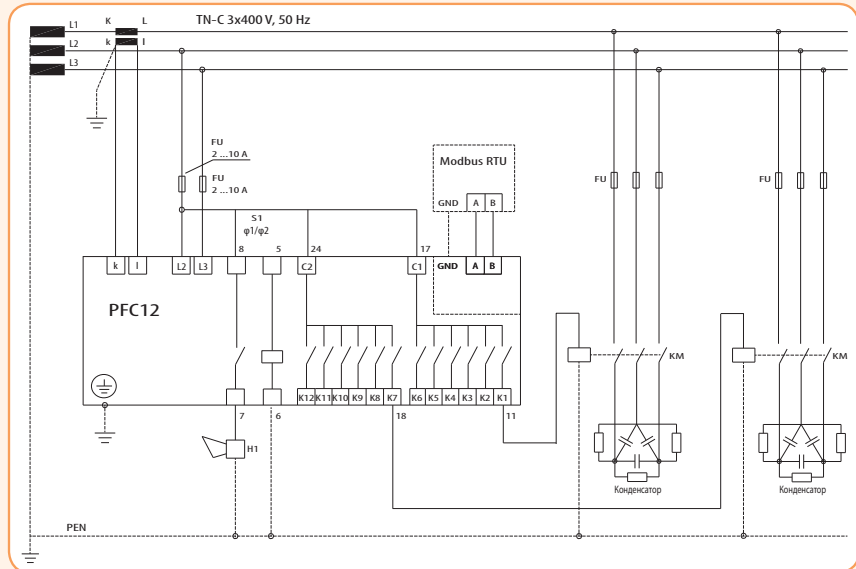 TN-C 3x400 V, 50 Hz
L1 K L
L2 k l
L3
FU
2 ...10 A
FU
2 ...10 A
Modbus RTU
GND A B
FU
FU
S1
φ1/φ2
8 5 24 17
k l L2 L3 C2 C1 GND A B
PFC12
KM
KM
K12 K11 K10 K9 K8 K7 K6 K5 K4 K3 K2 K1
7 6 18 11
H1
Конденсатор
Конденсатор
PEN